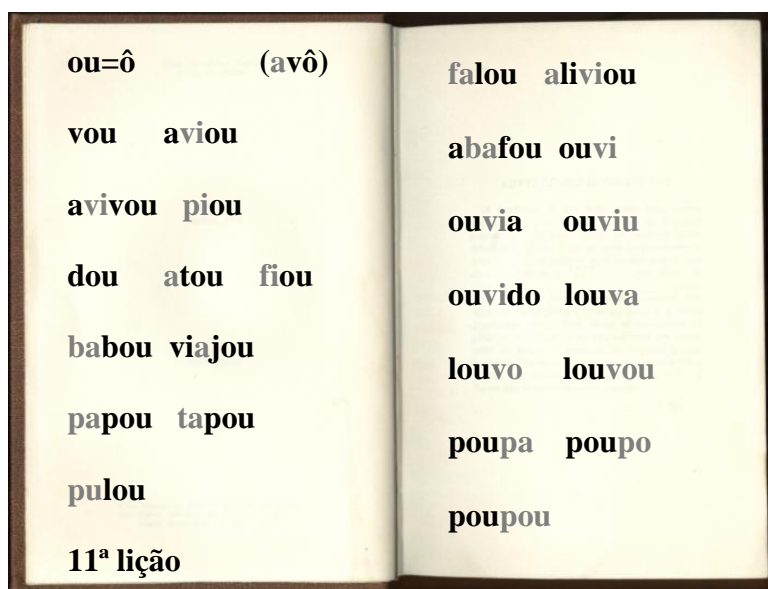 ou=ô (avô)
vou aviou
avivou piou
dou atou fiou
babou viajou
papou tapou
pulou
11ª lição
falou aliviou
abafou ouvi
ouvia ouviu
ouvido louva
louvo louvou
poupa poupo
poupou